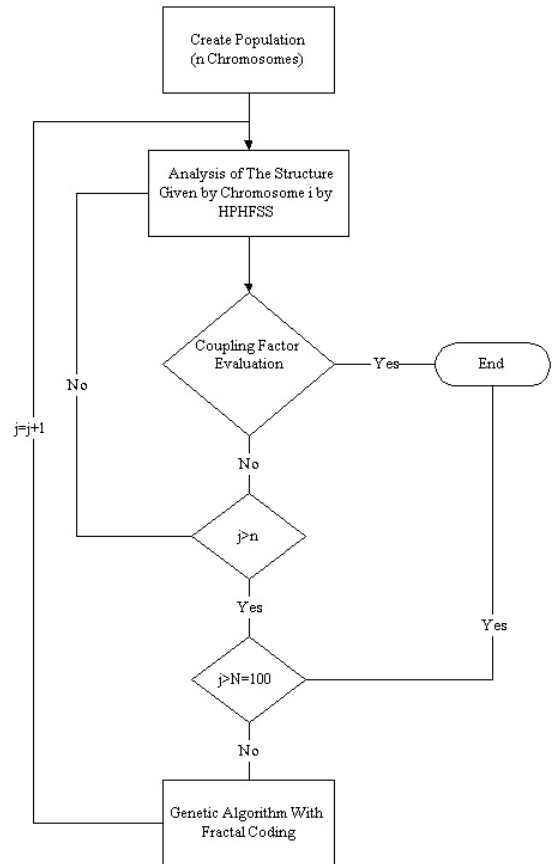 Create Population
(n Chromosomes)
Analysis of The Structure
Given by Chromosome i by
HPHFSS
Coupling Factor
Evaluation
Yes
End
No
j=j+1
No
j>n
Yes
Yes
j>N=100
No
Genetic Algorithm With
Fractal Coding